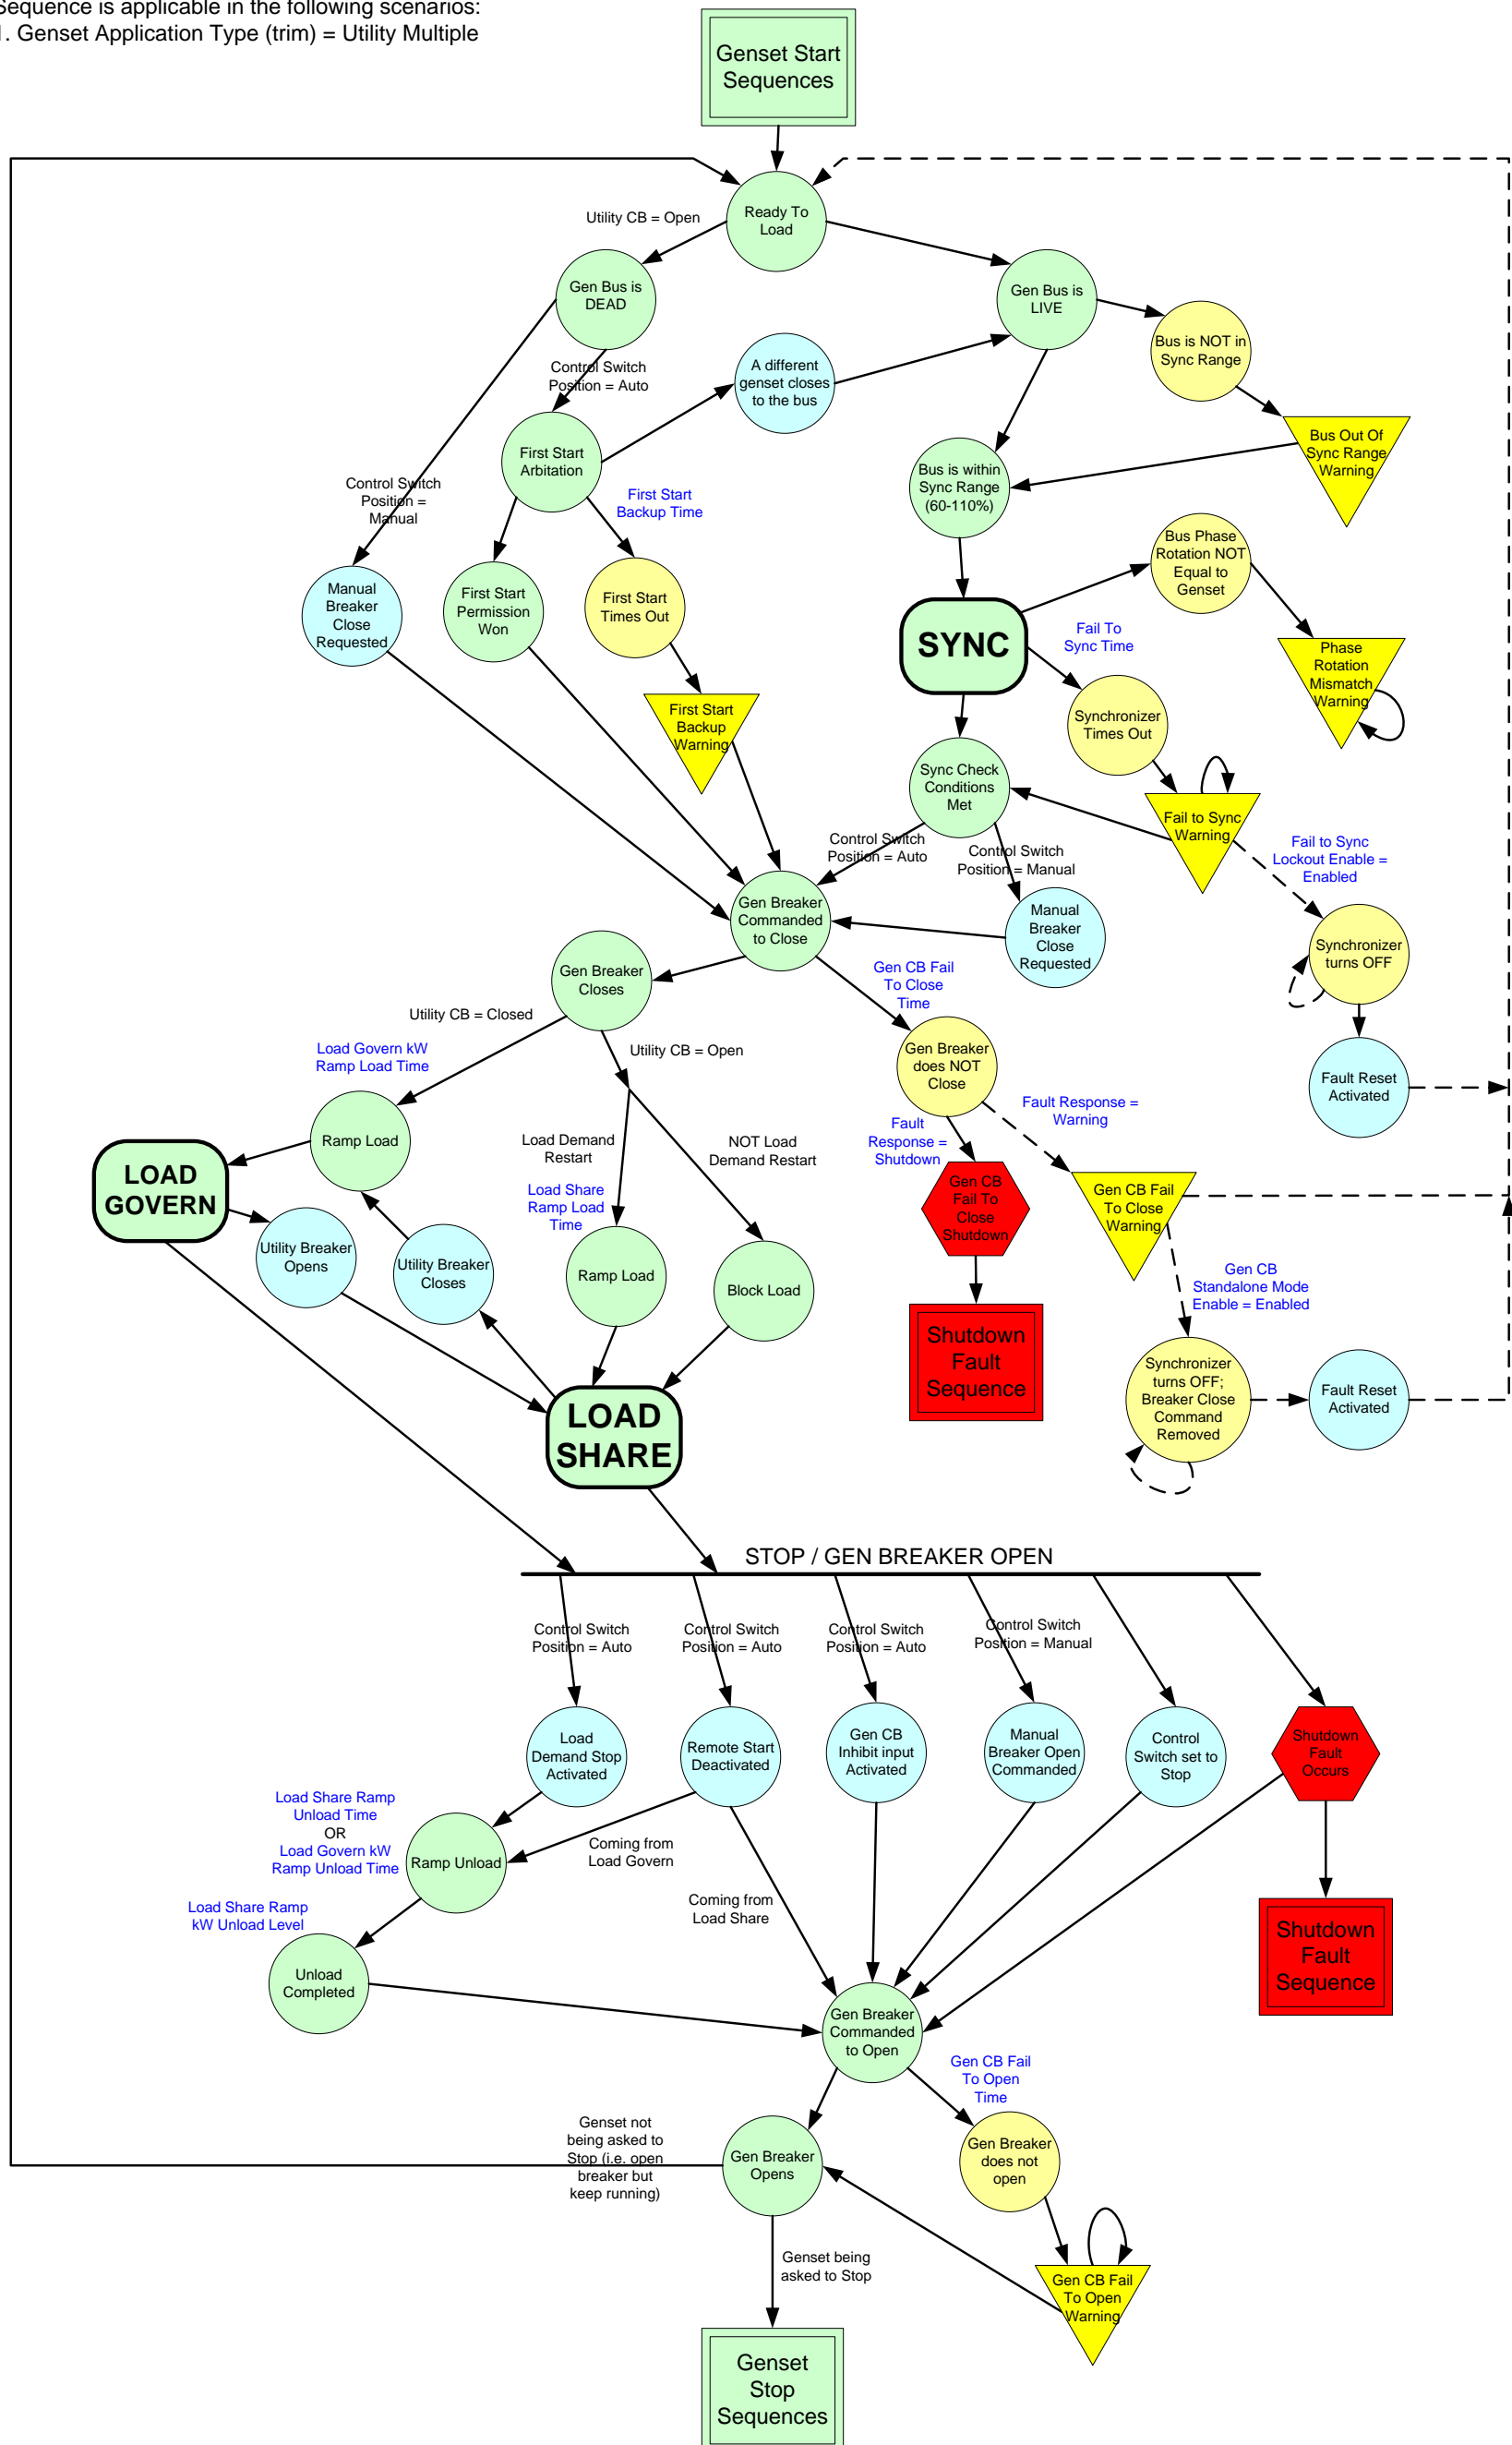 Sequence is applicable in the following scenarios:
1. Genset Application Type (trim) = Utility Multiple
Genset Start
Sequences
Ready To
Load
Utility CB = Open
Gen Bus is
DEAD
Gen Bus is
LIVE
Bus is NOT in
Sync Range
Control Switch
Position = Auto
A different
genset closes
to the bus
Bus Out Of
Sync Range
Warning
First Start
Arbitation
Bus is within
Sync Range
(60-110%)
Control Switch
Position =
Manual
First Start
Backup Time
Bus Phase
Rotation NOT
Equal to
Genset
Manual
Breaker
Close
Requested
First Start
Permission
Won
First Start
Times Out
SYNC
Fail To
Sync Time
Phase
Rotation
Mismatch
Warning
First Start
Backup
Warning
Synchronizer
Times Out
Sync Check
Conditions
Met
Fail to Sync
Warning
Control Switch
Position = Auto
Control Switch
Position = Manual
Fail to Sync
Lockout Enable =
Enabled
Gen Breaker
Commanded
to Close
Manual
Breaker
Close
Requested
Synchronizer
turns OFF
Gen Breaker
Closes
Gen CB Fail
To Close
Time
Utility CB = Closed
Load Govern kW
Ramp Load Time
Utility CB = Open
Gen Breaker
does NOT
Close
Fault Reset
Activated
Ramp Load
Fault Response =
Warning
Fault
Response =
Shutdown
LOAD
GOVERN
Load Demand
Restart
NOT Load
Demand Restart
Load Share
Ramp Load
Time
Gen CB
Fail To
Close
Shutdown
Gen CB Fail
To Close
Warning
Utility Breaker
Opens
Utility Breaker
Closes
Ramp Load
Block Load
Gen CB
Standalone Mode
Enable = Enabled
Shutdown
Fault
Sequence
Synchronizer
turns OFF;
Breaker Close
Command
Removed
Fault Reset
Activated
LOAD
SHARE
STOP / GEN BREAKER OPEN
Control Switch
Position = Auto
Control Switch
Position = Auto
Control Switch
Position = Auto
Control Switch
Position = Manual
Load
Demand Stop
Activated
Remote Start
Deactivated
Gen CB
Inhibit input
Activated
Manual
Breaker Open
Commanded
Control
Switch set to
Stop
Shutdown
Fault
Occurs
Load Share Ramp
Unload Time
OR
Load Govern kW
Ramp Unload Time
Ramp Unload
Coming from
Load Govern
Coming from
Load Share
Load Share Ramp
kW Unload Level
Unload
Completed
Shutdown
Fault
Sequence
Gen Breaker
Commanded
to Open
Gen CB Fail
To Open
Time
Genset not
being asked to
Stop (i.e. open
breaker but
keep running)
Gen Breaker
Opens
Gen Breaker
does not
open
Genset being
asked to Stop
Gen CB Fail
To Open
Warning
Genset
Stop
Sequences